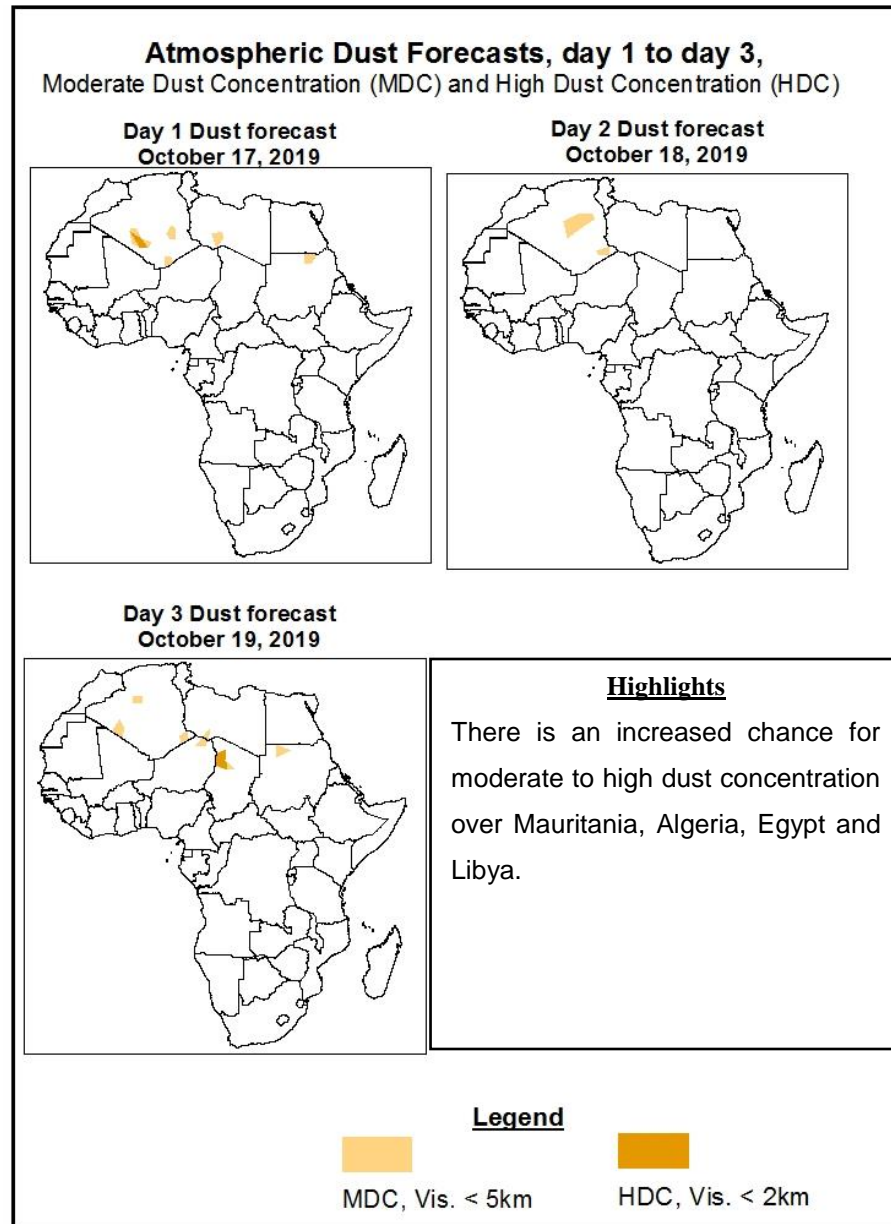 Atmospheric Dust Forecasts, day 1 to day 3,
Moderate Dust Concentration (MDC) and High Dust Concentration (HDC)
Day 1 Dust forecast
October 17, 2019
Day 2 Dust forecast
October 18, 2019
Day 3 Dust forecast
October 19, 2019
Highlights
There is an increased chance for
moderate to high dust concentration
over Mauritania, Algeria, Egypt and
Libya.
Legend
MDC, Vis. < 5km
HDC, Vis. < 2km